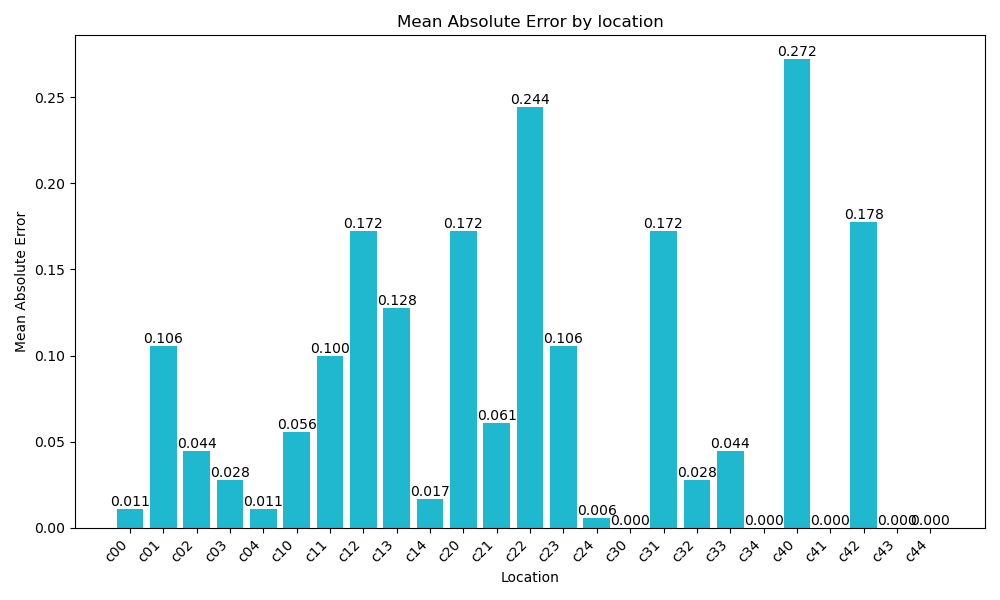 Mean Absolute Error by location
Mean Absolute Error
0.25
0.20
0.15
0.10
0.05
0.00
0.011
0.106
0.044
0.028
0.011
0.056
0.100
0.172
0.128
0.017
0.172
0.061
0.244
0.106
0.006
0.000
0.172
0.028
0.044
0.000
0.272
0.000
0.178
0.000
0.000
c00
c01
c02
c03
c04
c10
c11
c12
c13
c14
c20
c21
c22
c23
c24
c30
c31
c32
c33
c34
c40
c41
c42
c43
c44
Location